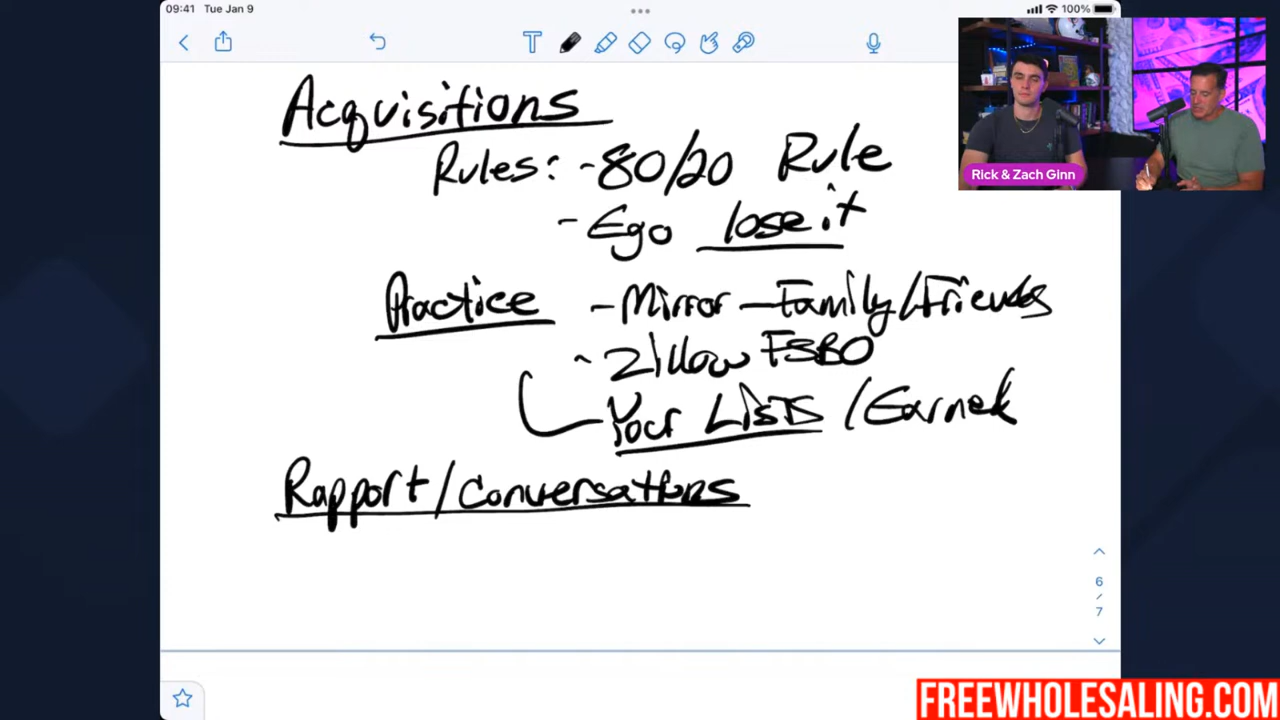 09:41 Tue Jan 9
100%
Acquisitions
Rules: -80/20 Rule
- Ego lose it
Practice - Mirror - Family/Friends
- Zillow FSBO
Your Lists /
Rapport/Conversations
6
/
7
Rick & Zach Ginn
FREEWHOLESALING.COM